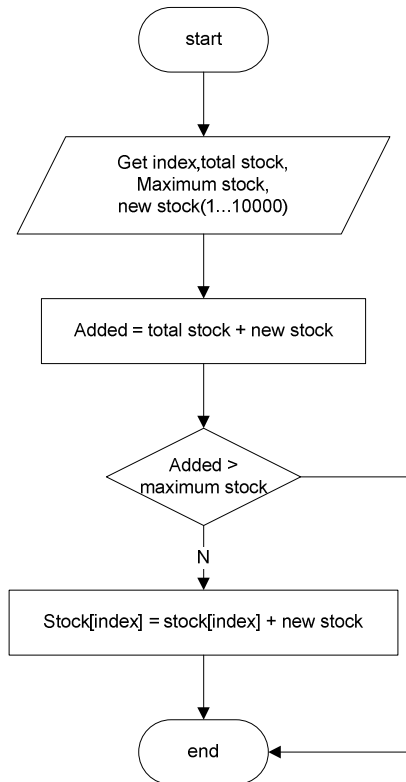 start
Get index,total stock,
Maximum stock,
new stock(1...10000)
Added = total stock + new stock
Added >
maximum stock
N
Stock[index] = stock[index] + new stock
end